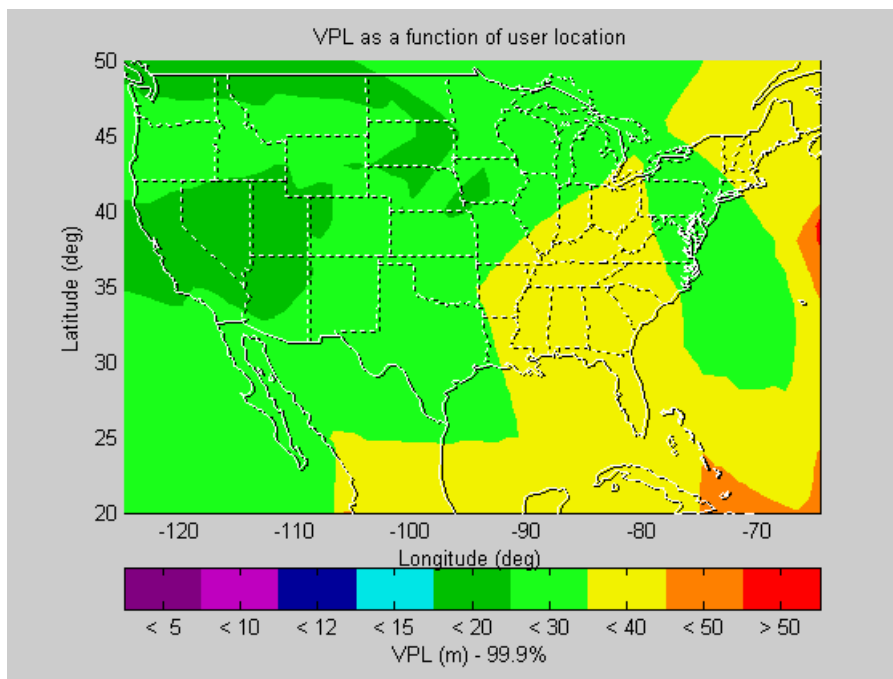 VPL as a function of user location
50
45
40
35
30
25
20
Latitude (deg)
-120 -110 -100 -90 -80 -70
Longitude (deg)
< 5 < 10 < 12 < 15 < 20 < 30 < 40 < 50 > 50
VPL (m) - 99.9%